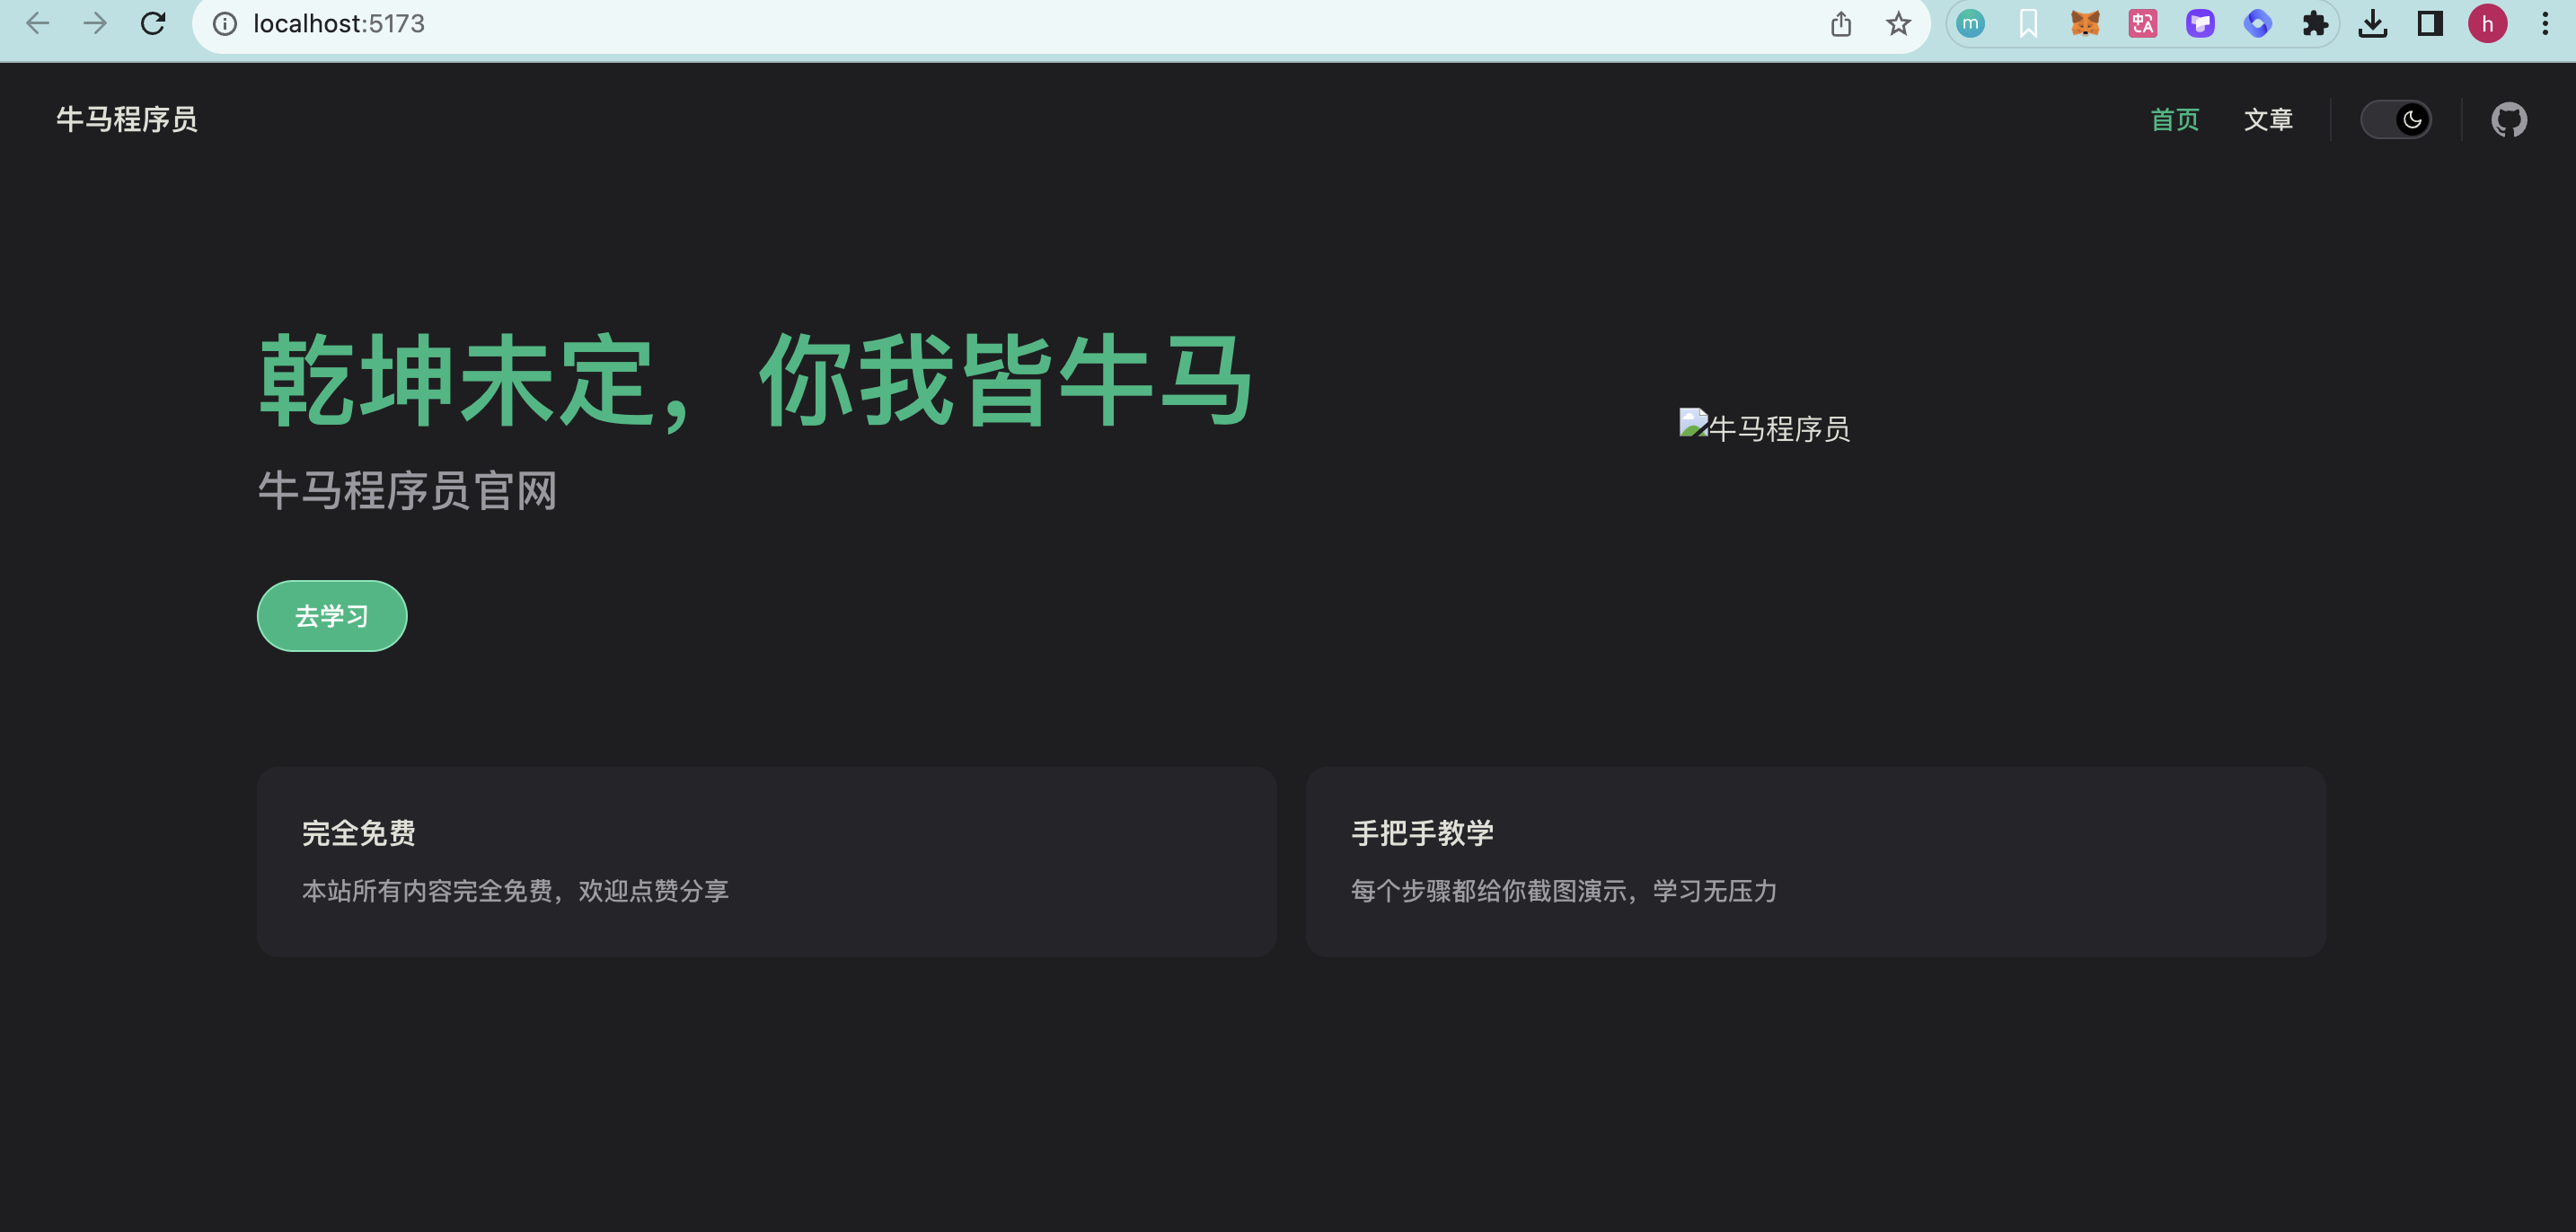 localhost:5173
m
中A
h
牛马程序员
首页 文章
乾坤未定，你我皆牛马
牛马程序员
牛马程序员官网
去学习
完全免费
本站所有内容完全免费，欢迎点赞分享
手把手教学
每个步骤都给你截图演示，学习无压力